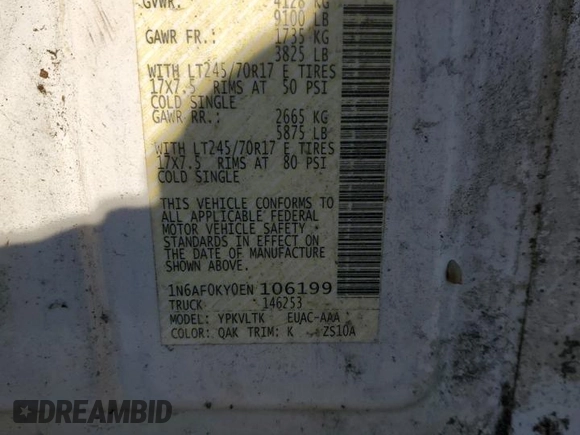 GVWR: 4128 KG
9100 LB
GAWR FR.: 1735 KG
3825 LB
WITH LT245/70R17 E TIRES
17X7.5 RIMS AT 50 PSI
COLD SINGLE
GAWR RR.: 2665 KG
5875 LB
WITH LT245/70R17 E TIRES
17X7.5 RIMS AT 80 PSI
COLD SINGLE
THIS VEHICLE CONFORMS TO
ALL APPLICABLE FEDERAL
MOTOR VEHICLE SAFETY
STANDARDS IN EFFECT ON
THE DATE OF MANUFACTURE
SHOWN ABOVE.
1N6AF0KY0EN 106199
TRUCK 146253
MODEL: YPKVLTK EUAC-AAA
COLOR: QAK TRIM: K ZS10A
DREAMBID